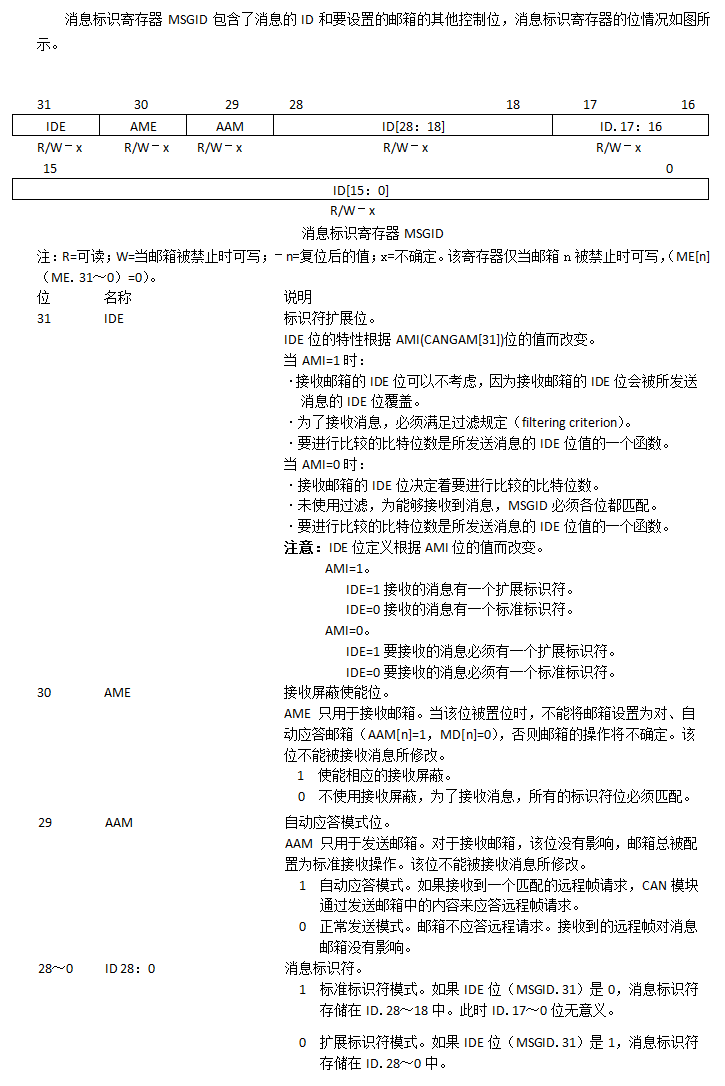 消息标识寄存器 MSGID 包含了消息的 ID 和要设置的邮箱的其他控制位，消息标识寄存器的位情况如图所
示。
31 30 29 28 18 17 16
IDE AME AAM ID[28：18] ID. 17：16
R/W－x R/W－x R/W－x R/W－x R/W－x
15 0
ID[15：0]
R/W－x
消息标识寄存器 MSGID
注：R=可读；W=当邮箱被禁止时可写；－n=复位后的值；x=不确定。该寄存器仅当邮箱 n 被禁止时可写，（ME[n]
（ME. 31～0）=0）。
位 名称 说明
31 IDE 标识符扩展位。
IDE 位的特性根据 AMI(CANGAM[31])位的值而改变。
当 AMI=1 时：
·接收邮箱的 IDE 位可以不考虑，因为接收邮箱的 IDE 位会被所发送
消息的 IDE 位覆盖。
·为了接收消息，必须满足过滤规定（filtering criterion）。
·要进行比较的比特位数是所发送消息的 IDE 位值的一个函数。
当 AMI=0 时：
·接收邮箱的 IDE 位决定着要进行比较的比特位数。
·未使用过滤，为能够接收到消息，MSGID 必须各位都匹配。
·要进行比较的比特位数是所发送消息的 IDE 位值的一个函数。
注意：IDE 位定义根据 AMI 位的值而改变。
AMI=1。
IDE=1 接收的消息有一个扩展标识符。
IDE=0 接收的消息有一个标准标识符。
AMI=0。
IDE=1 要接收的消息必须有一个扩展标识符。
IDE=0 要接收的消息必须有一个标准标识符。
30 AME 接收屏蔽使能位。
AME 只用于接收邮箱。当该位被置位时，不能将邮箱设置为对、自
动应答邮箱（AAM[n]=1，MD[n]=0），否则邮箱的操作将不确定。该
位不能被接收消息所修改。
1 使能相应的接收屏蔽。
0 不使用接收屏蔽，为了接收消息，所有的标识符位必须匹配。
29 AAM 自动应答模式位。
AAM 只用于发送邮箱。对于接收邮箱，该位没有影响，邮箱总被配
置为标准接收操作。该位不能被接收消息所修改。
1 自动应答模式。如果接收到一个匹配的远程帧请求，CAN 模块
通过发送邮箱中的内容来应答远程帧请求。
0 正常发送模式。邮箱不应答远程请求。接收到的远程帧对消息
邮箱没有影响。
28～0 ID 28：0 消息标识符。
1 标准标识符模式。如果 IDE 位（MSGID. 31）是 0，消息标识符
存储在 ID. 28～18 中。此时 ID. 17～0 位无意义。
0 扩展标识符模式。如果 IDE 位（MSGID. 31）是 1，消息标识符
存储在 ID. 28～0 中。